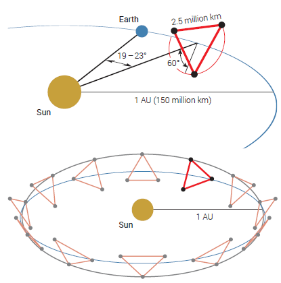 Earth
2.5 million km
19 – 23°
60°
Sun
1 AU (150 million km)
Sun
1 AU